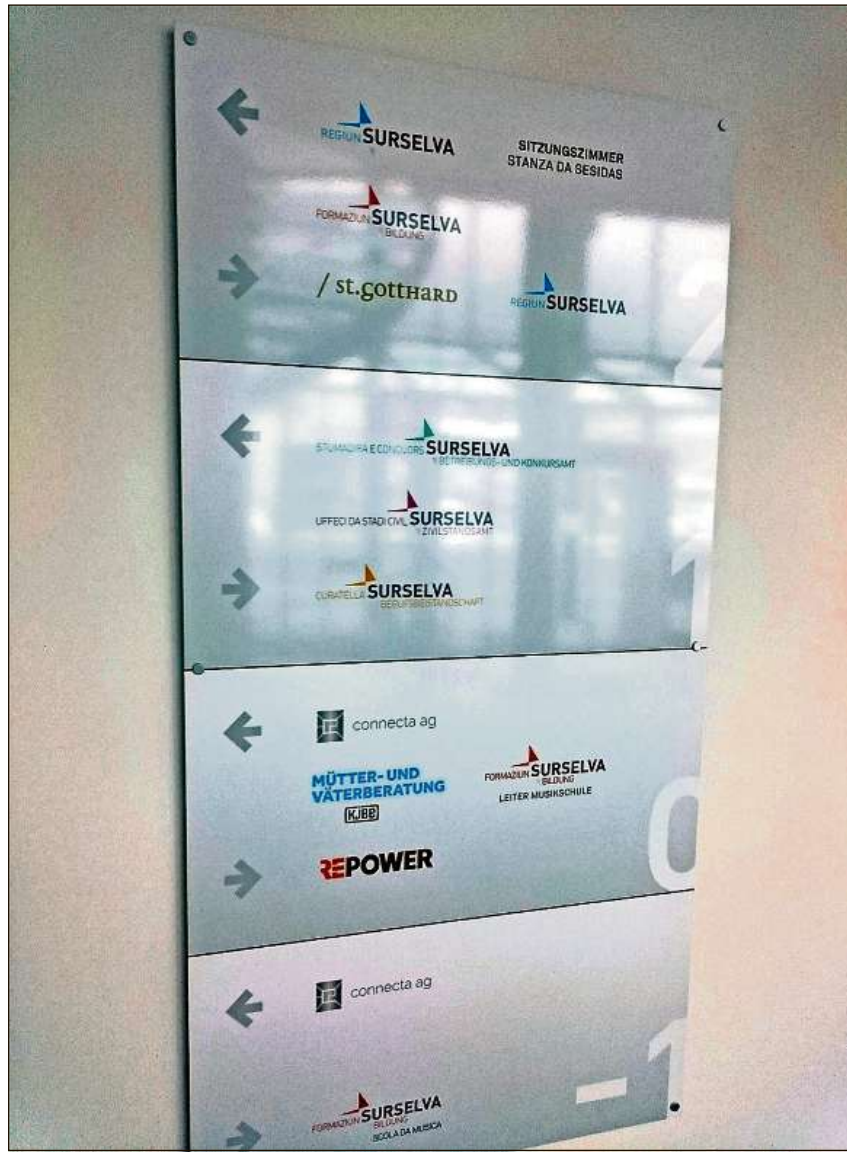 REGIUN SURSELVA
SITZUNGSZIMMER
STANZA DA SESIDAS
FORMAZIUN SURSELVA
BILDUNG
/ st.gotthard
REGIUN SURSELVA
2
STUMADIRA E CONCUORS SURSELVA
BETREIBUNGS- UND KONKURSAMT
UFFECI DA STADI CIVIL SURSELVA
ZIVILSTANDSAMT
CURATELLA SURSELVA
BERUFSBEISTANDSCHAFT
1
connecta ag
MÜTTER- UND
VÄTERBERATUNG
KJBE
FORMAZIUN SURSELVA
BILDUNG
LEITER MUSIKSCHULE
REPOWER
0
connecta ag
FORMAZIUN SURSELVA
BILDUNG
SCOLA DA MUSICA
-1